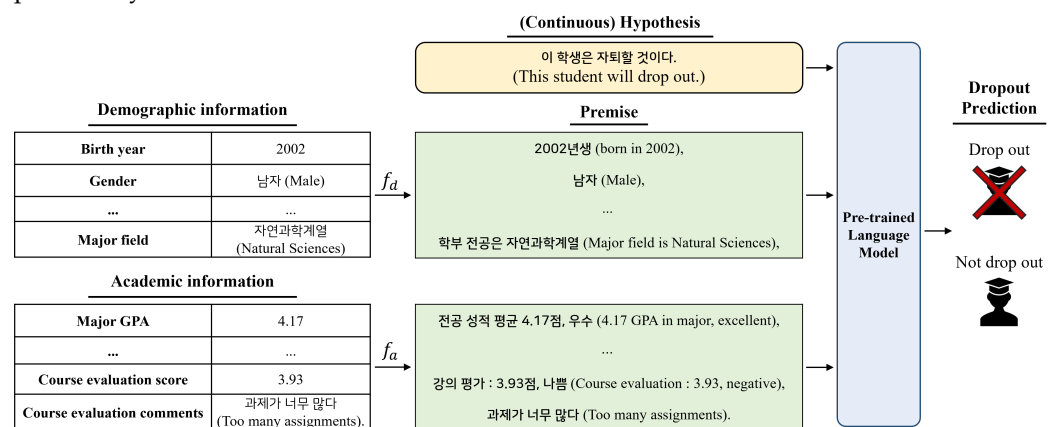 (Continuous) Hypothesis
이 학생은 자퇴할 것이다.
(This student will drop out.)
Demographic information
Birth year 2002
Gender 남자 (Male)
... ...
Major field 자연과학계열
(Natural Sciences)
f_d
Premise
2002년생 (born in 2002),
남자 (Male),
...
학부 전공은 자연과학계열 (Major field is Natural Sciences),
Academic information
Major GPA 4.17
... ...
Course evaluation score 3.93
Course evaluation comments 과제가 너무 많다
(Too many assignments).
f_a
전공 성적 평균 4.17점, 우수 (4.17 GPA in major, excellent),
...
강의 평가 : 3.93점, 나쁨 (Course evaluation : 3.93, negative),
과제가 너무 많다 (Too many assignments).
Pre-trained
Language
Model
Dropout
Prediction
Drop out
Not drop out